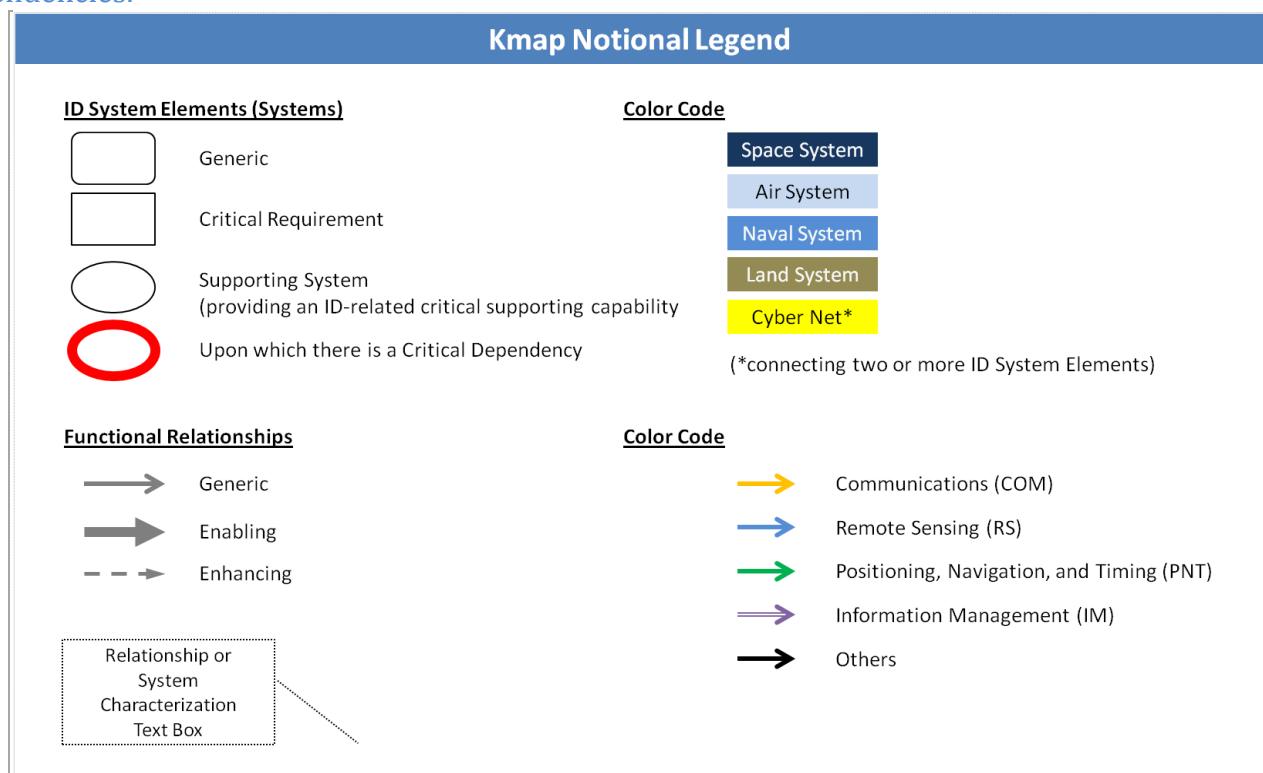 Kmap Notional Legend
ID System Elements (Systems)
Generic
Critical Requirement
Supporting System
(providing an ID-related critical supporting capability
Upon which there is a Critical Dependency
Color Code
Space System
Air System
Naval System
Land System
Cyber Net*
(*connecting two or more ID System Elements)
Functional Relationships
Generic
Enabling
Enhancing
Relationship or
System
Characterization
Text Box
Color Code
Communications (COM)
Remote Sensing (RS)
Positioning, Navigation, and Timing (PNT)
Information Management (IM)
Others